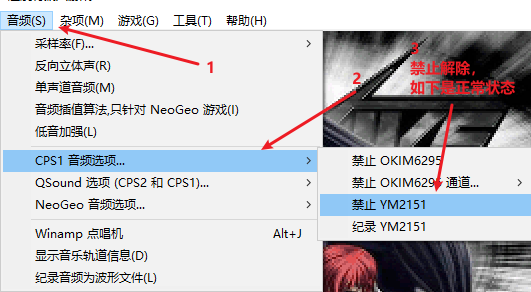 音频(S) 杂项(M) 游戏(G) 工具(T) 帮助(H)
采样率(F)...
反向立体声(R)
单声道音频(M)
音频插值算法,只针对 NeoGeo 游戏(I)
低音加强(L)
CPS1 音频选项...
QSound 选项 (CPS2 和 CPS1)...
NeoGeo 音频选项...
Winamp 点唱机 Alt+J
显示音乐轨道信息(D)
纪录音频为波形文件(L)
1
2
3
禁止解除，
如下是正常状态
禁止 OKIM6295
禁止 OKIM6295 通道...
禁止 YM2151
纪录 YM2151